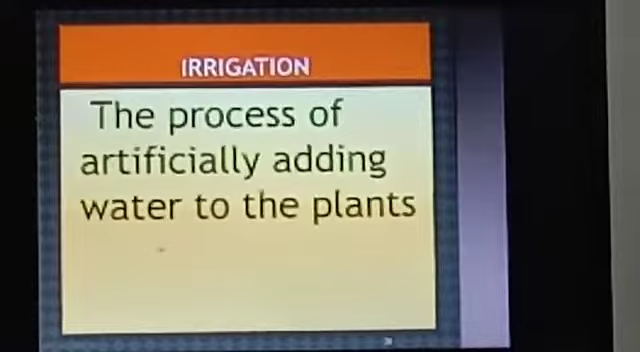 IRRIGATION
The process of
artificially adding
water to the plants